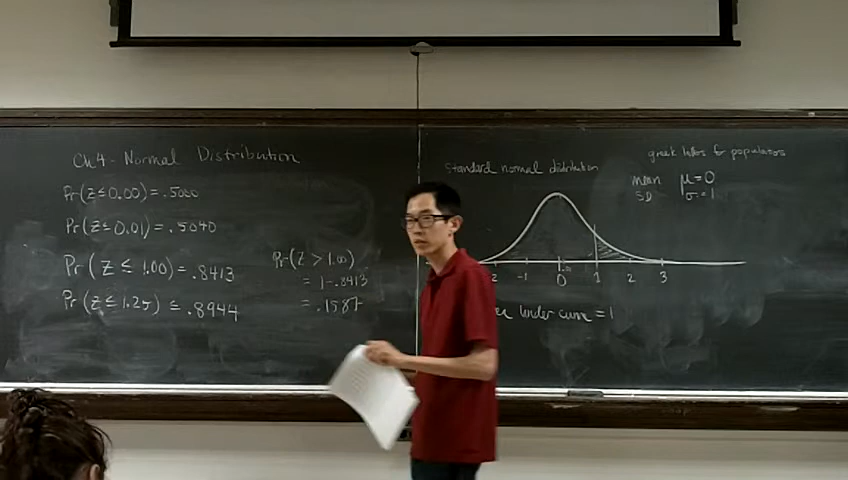 Ch4 - Normal Distribution
Pr(Z ≤ 0.00) = .5000
Pr(Z ≤ 0.01) = .5040
Pr(Z ≤ 1.00) = .8413
Pr(Z ≤ 1.25) = .8944
Pr(Z > 1.00)
= 1-.8413
= .1587
standard normal distribution
greek letters for populations
mean μ=0
SD σ=1
2 -1 0 1 2 3
under curve = 1